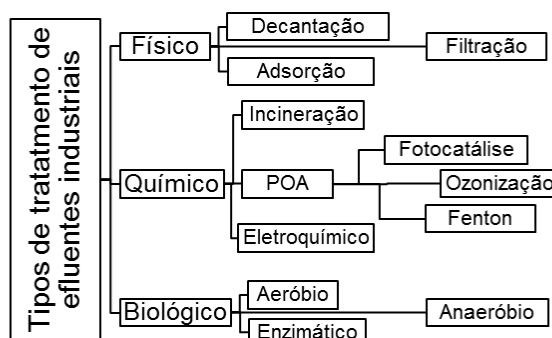 Tipos de tratatmento de
efluentes industriais
Físico
Decantação
Filtração
Adsorção
Químico
Incineração
POA
Fotocatálise
Ozonização
Fenton
Eletroquímico
Biológico
Aeróbio
Anaeróbio
Enzimático